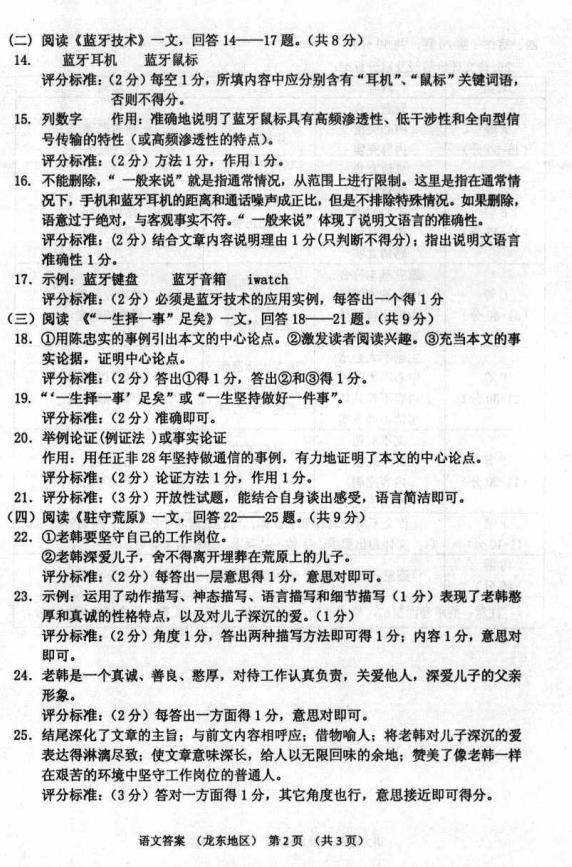 (二) 阅读《蓝牙技术》一文，回答 14——17 题。（共 8 分）
14. 蓝牙耳机 蓝牙鼠标
评分标准：（2 分）每空 1 分，所填内容中应分别含有“耳机”、“鼠标”关键词语，
否则不得分。
15. 列数字 作用：准确地说明了蓝牙鼠标具有高频渗透性、低干涉性和全向型信
号传输的特性（或高频渗透性的特点）。
评分标准：（2 分）方法 1 分，作用 1 分。
16. 不能删除，“ 一般来说”就是指通常情况，从范围上进行限制。这里是指在通常情
况下，手机和蓝牙耳机的距离和通话噪声成正比，但是不排除特殊情况。如果删除，
语意过于绝对，与客观事实不符。“ 一般来说”体现了说明文语言的准确性。
评分标准：（2 分）结合文章内容说明理由 1 分(只判断不得分)；指出说明文语言
准确性 1 分。
17. 示例：蓝牙键盘 蓝牙音箱 iwatch
评分标准：（2 分）必须是蓝牙技术的应用实例，每答出一个得 1 分
(三) 阅读 《“一生择一事”足矣》一文，回答 18——21 题。（共 9 分）
18. ①用陈忠实的事例引出本文的中心论点。②激发读者阅读兴趣。③充当本文的事
实论据，证明中心论点。
评分标准：（2 分）答出①得 1 分，答出②和③得 1 分。
19. “‘一生择一事’足矣”或“一生坚持做好一件事”。
评分标准：（2 分）准确即可。
20. 举例论证(例证法 )或事实论证
作用：用任正非 28 年坚持做通信的事例，有力地证明了本文的中心论点。
评分标准：（2 分）论证方法 1 分，作用 1 分。
21. 评分标准：（3 分）开放性试题，能结合自身谈出感受，语言简洁即可。
(四) 阅读《驻守荒原》一文，回答 22——25 题。（共 9 分）
22. ①老韩要坚守自己的工作岗位。
②老韩深爱儿子，舍不得离开埋葬在荒原上的儿子。
评分标准：（2 分）每答出一层意思得 1 分，意思对即可。
23. 示例：运用了动作描写、神态描写、语言描写和细节描写（1 分）表现了老韩憨
厚和真诚的性格特点，以及对儿子深沉的爱。（1 分）
评分标准：（2 分）角度 1 分，答出两种描写方法即可得 1 分；内容 1 分，意思对
即可。
24. 老韩是一个真诚、善良、憨厚，对待工作认真负责，关爱他人，深爱儿子的父亲
形象。
评分标准：（2 分）每答出一方面得 1 分，意思对即可。
25. 结尾深化了文章的主旨；与前文内容相呼应；借物喻人；将老韩对儿子深沉的爱
表达得淋漓尽致；使文章意味深长，给人以无限回味的余地；赞美了像老韩一样
在艰苦的环境中坚守工作岗位的普通人。
评分标准：（3 分）答对一方面得 1 分，其它角度也行，意思接近即可得分。
语文答案 （龙东地区） 第 2 页 （共 3 页）